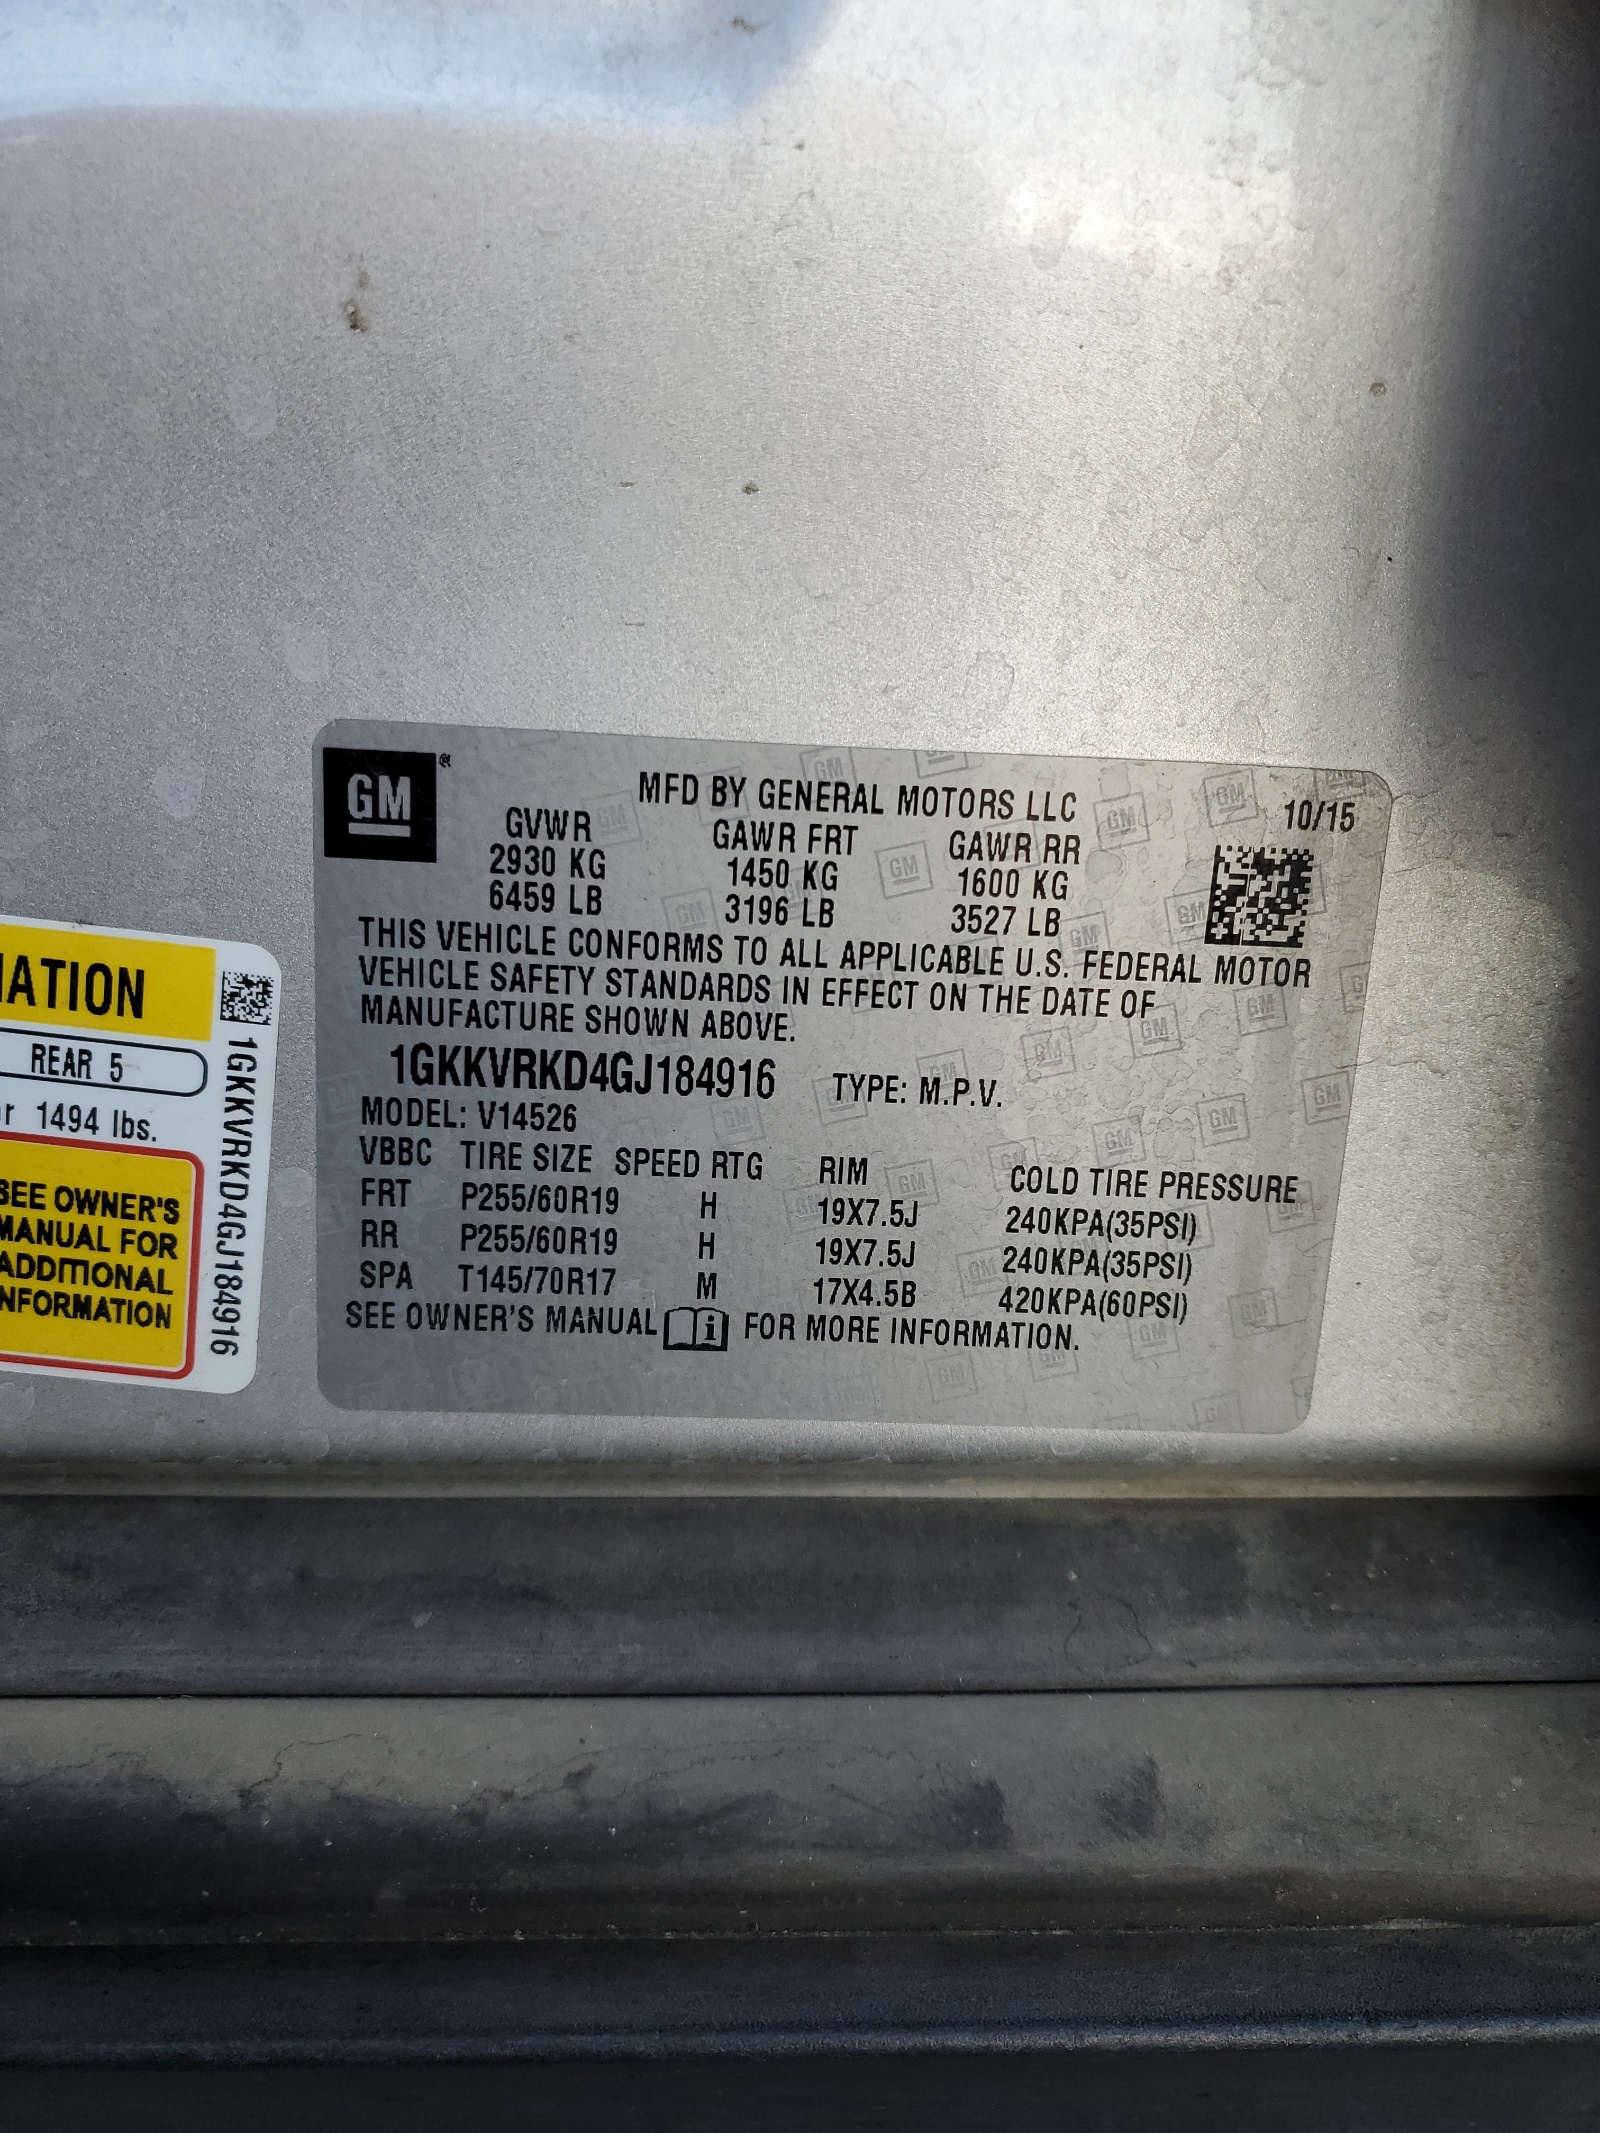 GM ®
MFD BY GENERAL MOTORS LLC 10/15
GVWR GAWR FRT GAWR RR
2930 KG 1450 KG 1600 KG
6459 LB 3196 LB 3527 LB
THIS VEHICLE CONFORMS TO ALL APPLICABLE U.S. FEDERAL MOTOR
VEHICLE SAFETY STANDARDS IN EFFECT ON THE DATE OF
MANUFACTURE SHOWN ABOVE.
1GKKVRKD4GJ184916 TYPE: M.P.V.
MODEL: V14526
VBBC TIRE SIZE SPEED RTG RIM COLD TIRE PRESSURE
FRT P255/60R19 H 19X7.5J 240KPA(35PSI)
RR P255/60R19 H 19X7.5J 240KPA(35PSI)
SPA T145/70R17 M 17X4.5B 420KPA(60PSI)
SEE OWNER'S MANUAL i FOR MORE INFORMATION.
MATION
REAR 5
r 1494 lbs.
SEE OWNER'S
MANUAL FOR
ADDITIONAL
INFORMATION
1GKKVRKD4GJ184916